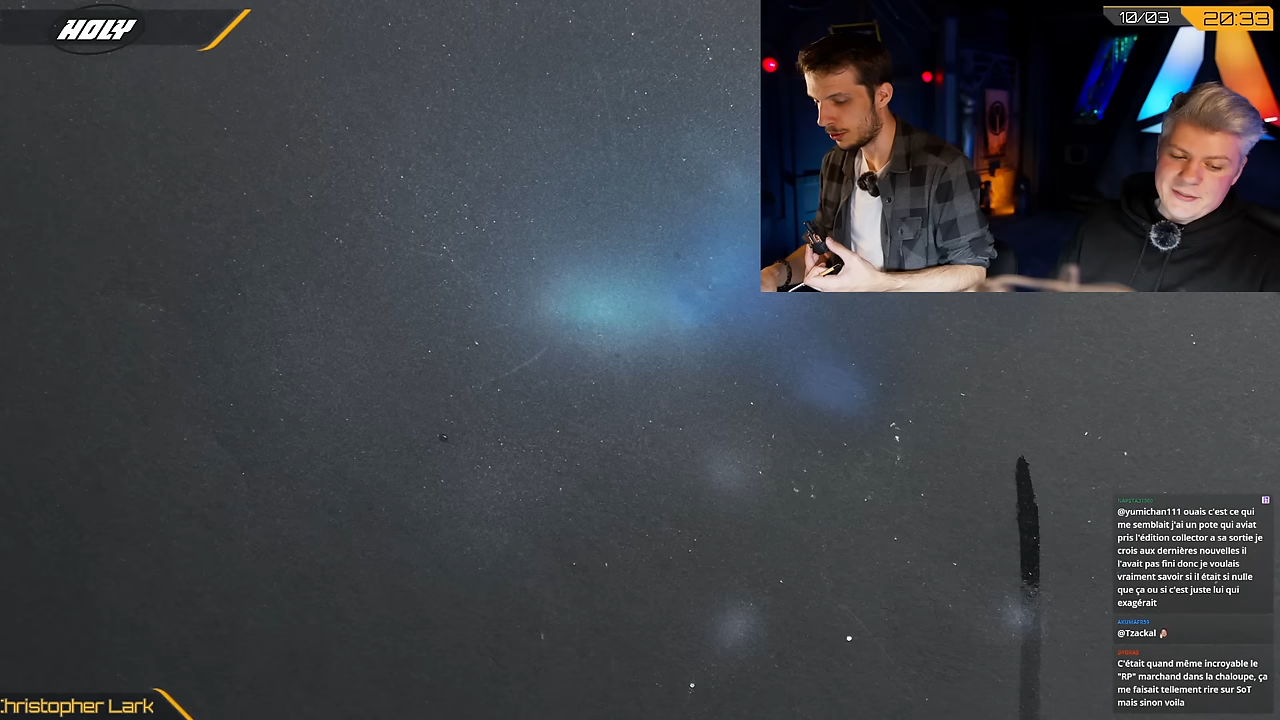 HOLY
10/03
20:33
@yumichan111 ouais c'est ce qui
me semblait j'ai un pote qui aviat
pris l'édition collector a sa sortie je
crois aux dernières nouvelles il
l'avait pas fini donc je voulais
vraiment savoir si il était si nulle
que ça ou si c'est juste lui qui
exagérait
AKUMAFR59
@Tzackal
C'était quand même incroyable le
"RP" marchand dans la chaloupe, ça
me faisait tellement rire sur SoT
mais sinon voila
Christopher Lark